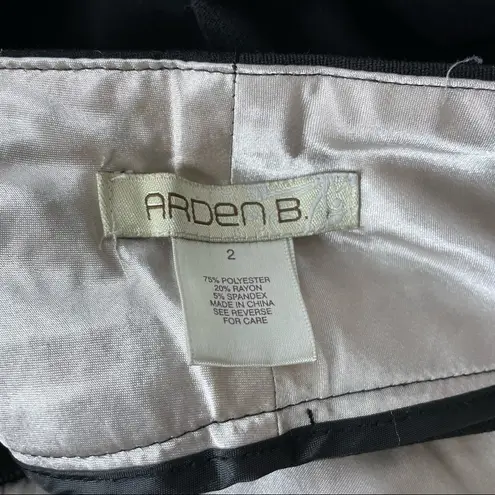 ARDEN B.
2
75% POLYESTER
20% RAYON
5% SPANDEX
MADE IN CHINA
SEE REVERSE
FOR CARE